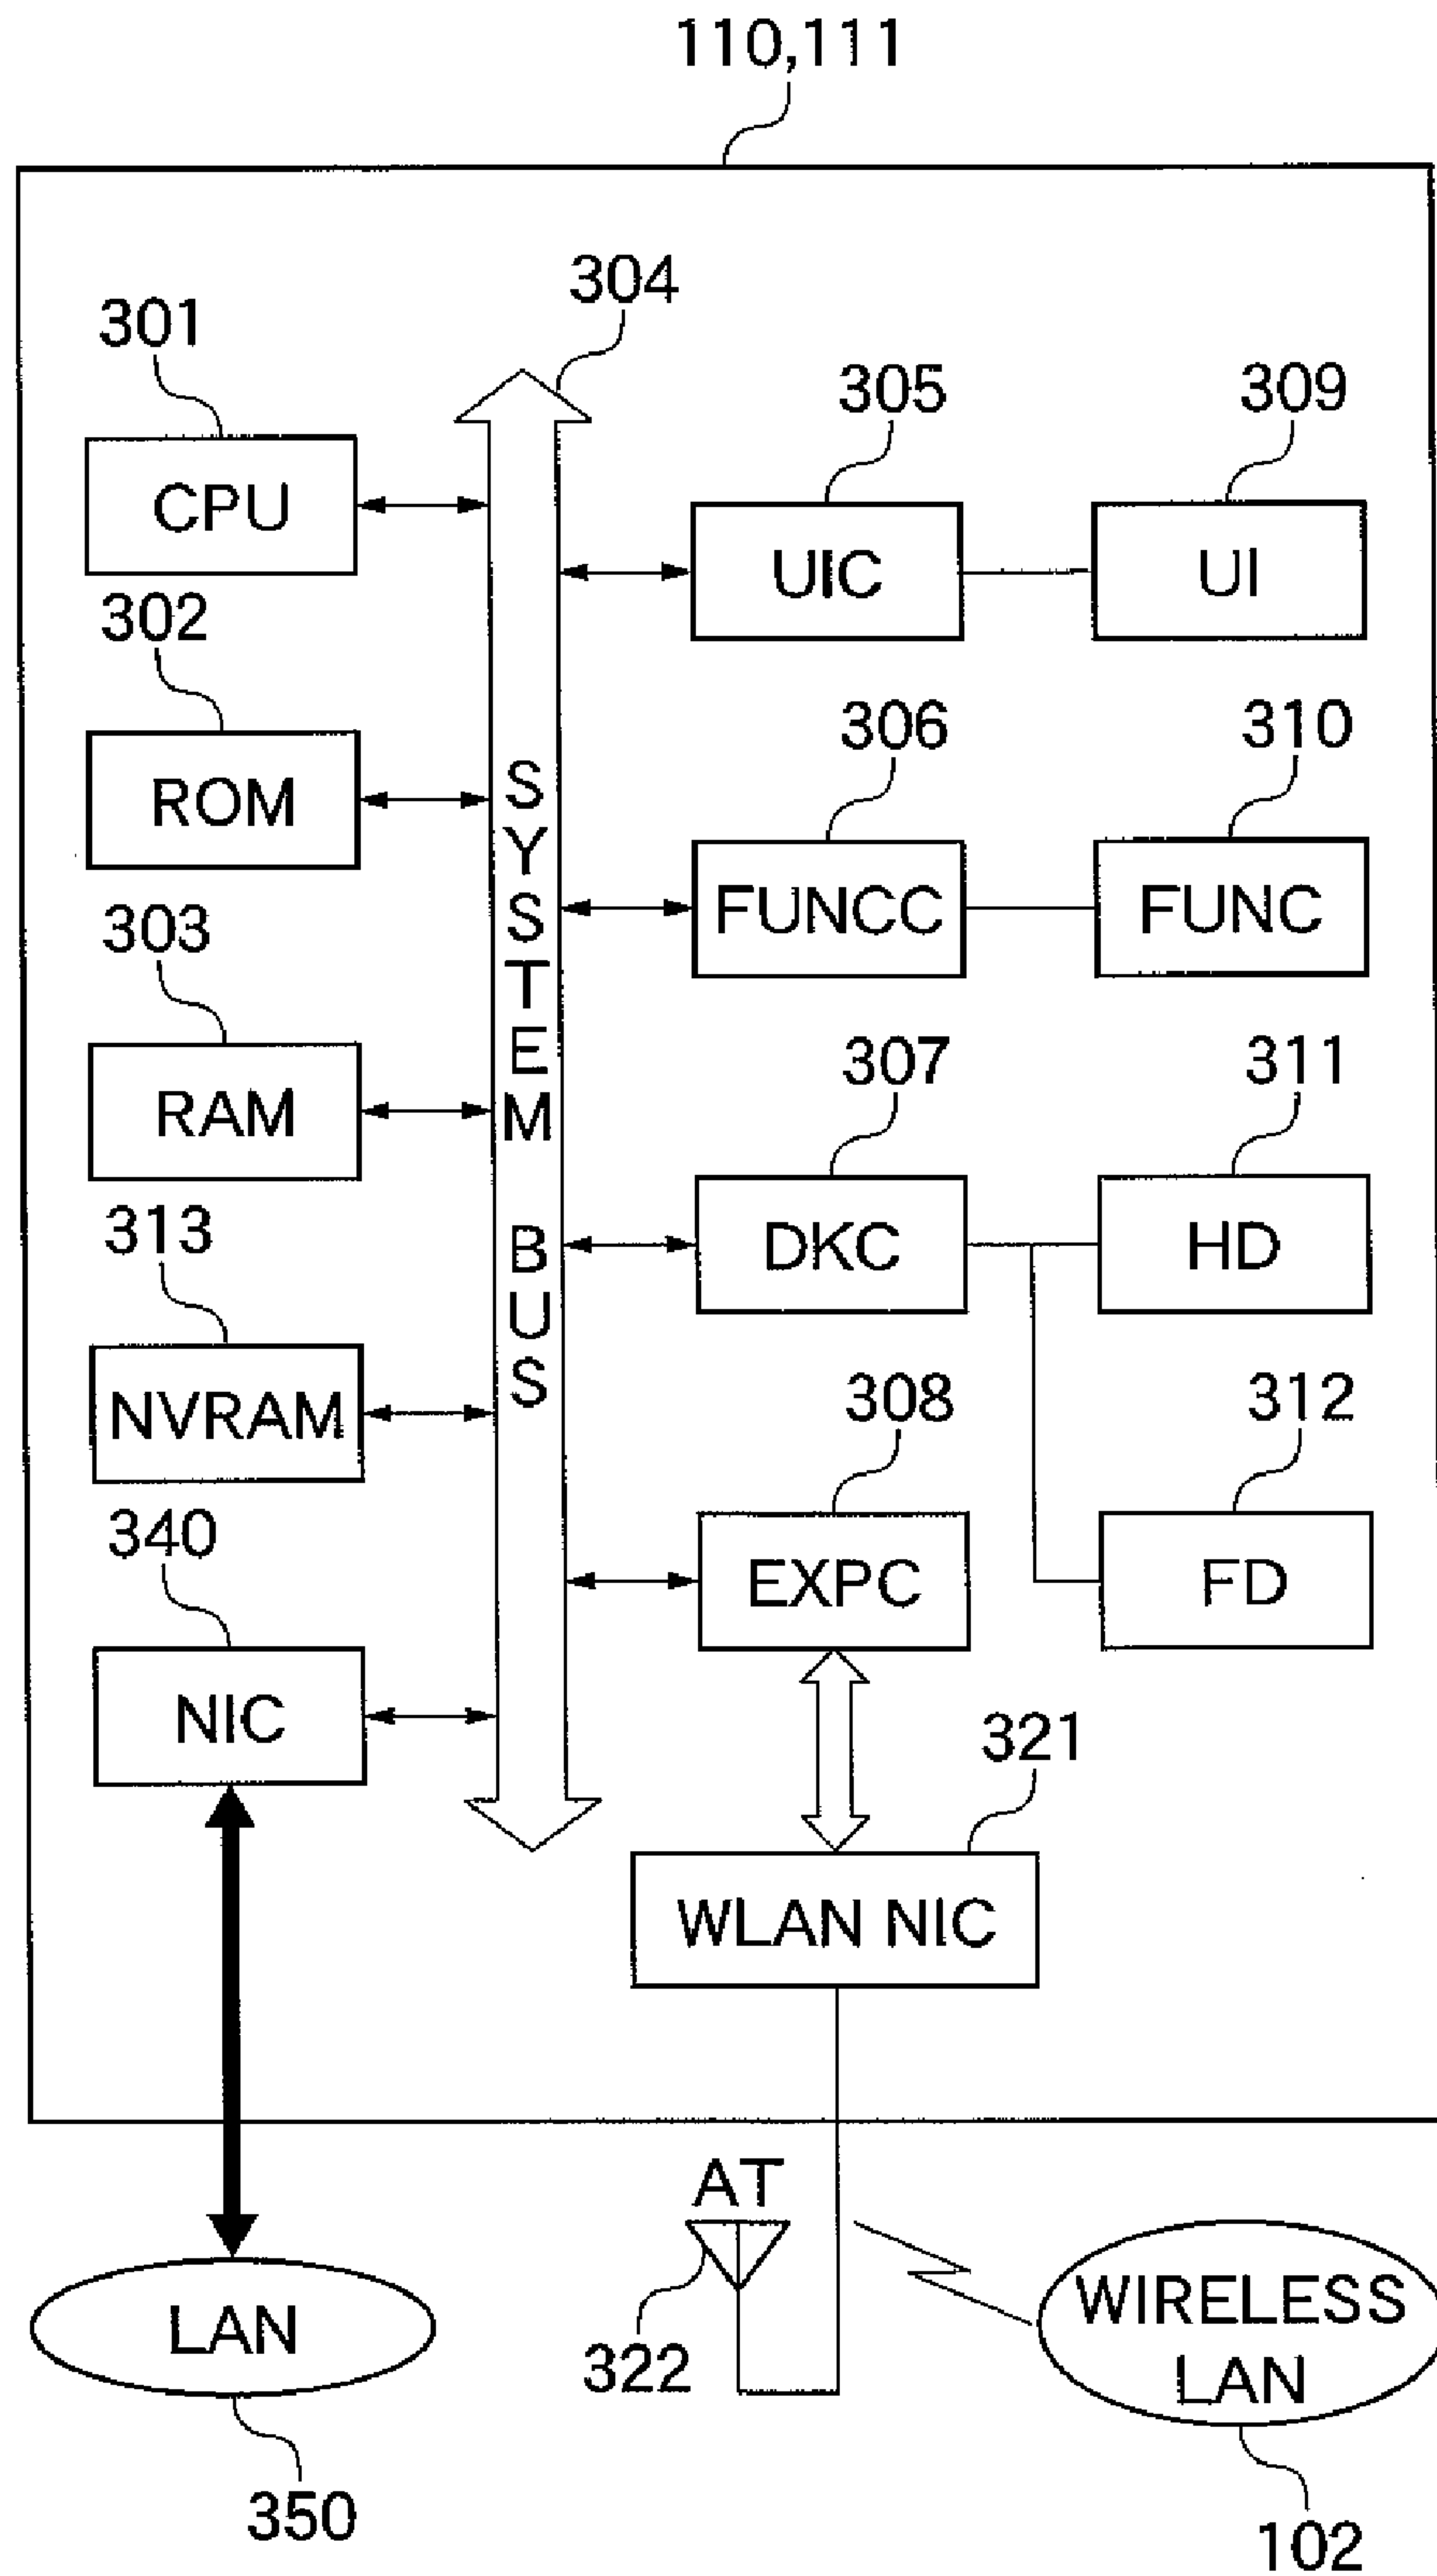 110,111
304
301
305
309
CPU
UIC
UI
302
306
310
ROM
FUNCC
FUNC
SYSTEM BUS
303
307
311
RAM
DKC
HD
313
308
312
NVRAM
EXPC
FD
340
NIC
321
WLAN NIC
AT
322
LAN
WIRELESS
LAN
350
102